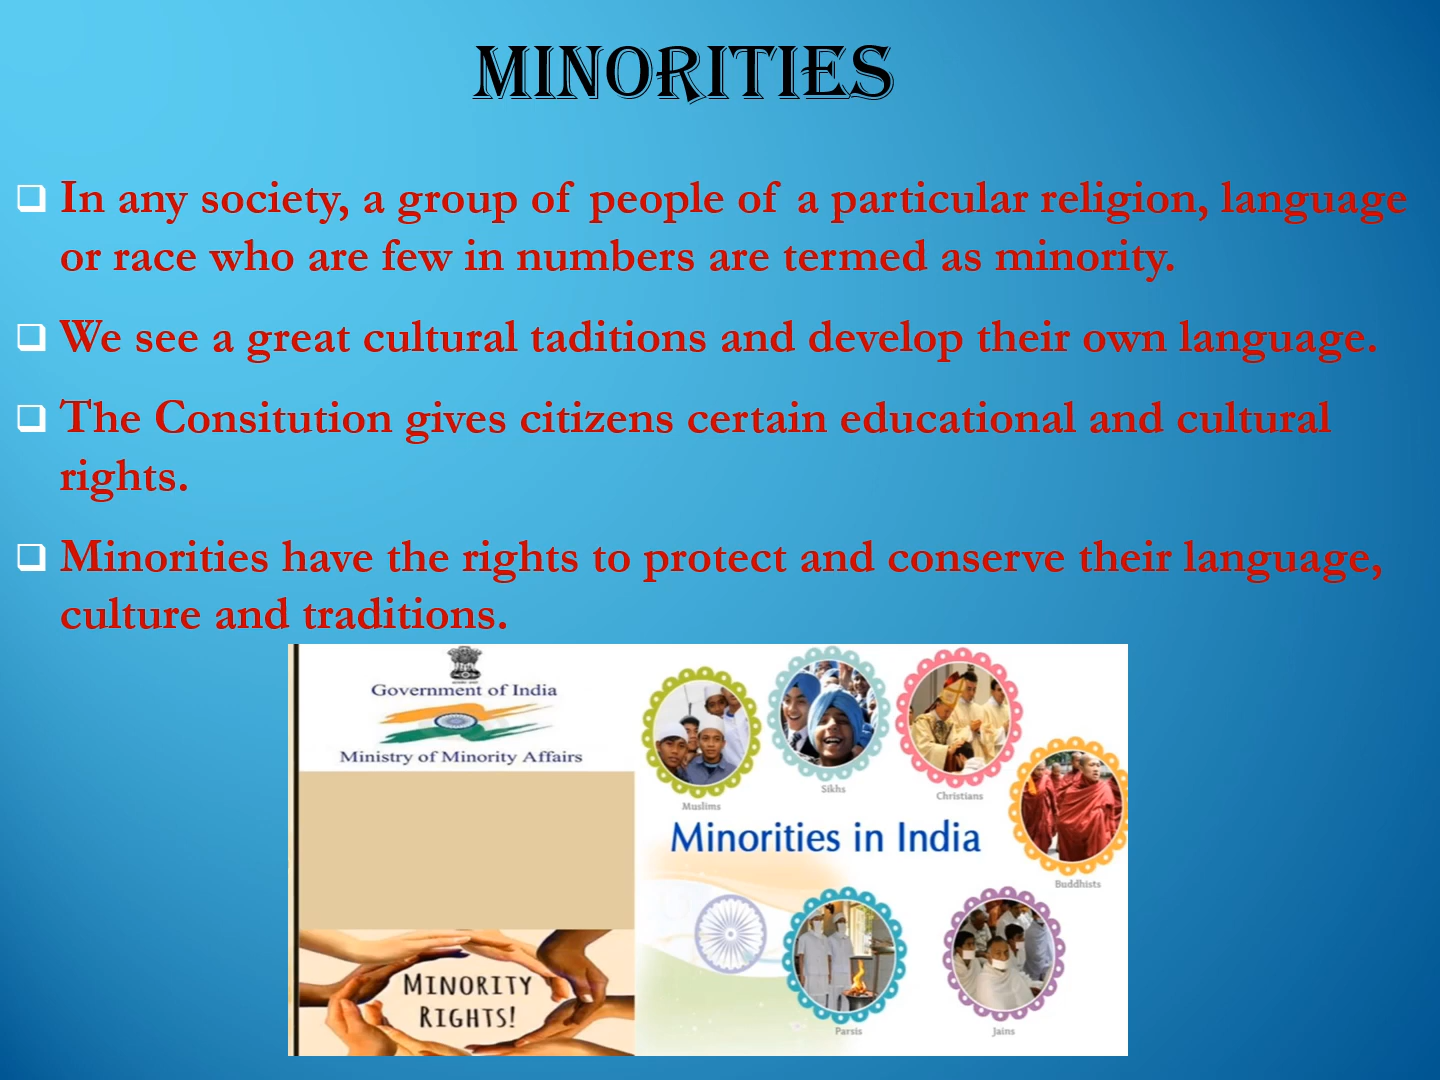 MINORITIES
In any society, a group of people of a particular religion, language
or race who are few in numbers are termed as minority.
We see a great cultural taditions and develop their own language.
The Consitution gives citizens certain educational and cultural
rights.
Minorities have the rights to protect and conserve their language,
culture and traditions.
Government of India
Ministry of Minority Affairs
MINORITY
RIGHTS!
Muslims
Sikhs
Christians
Minorities in India
Buddhists
Parsis
Jains